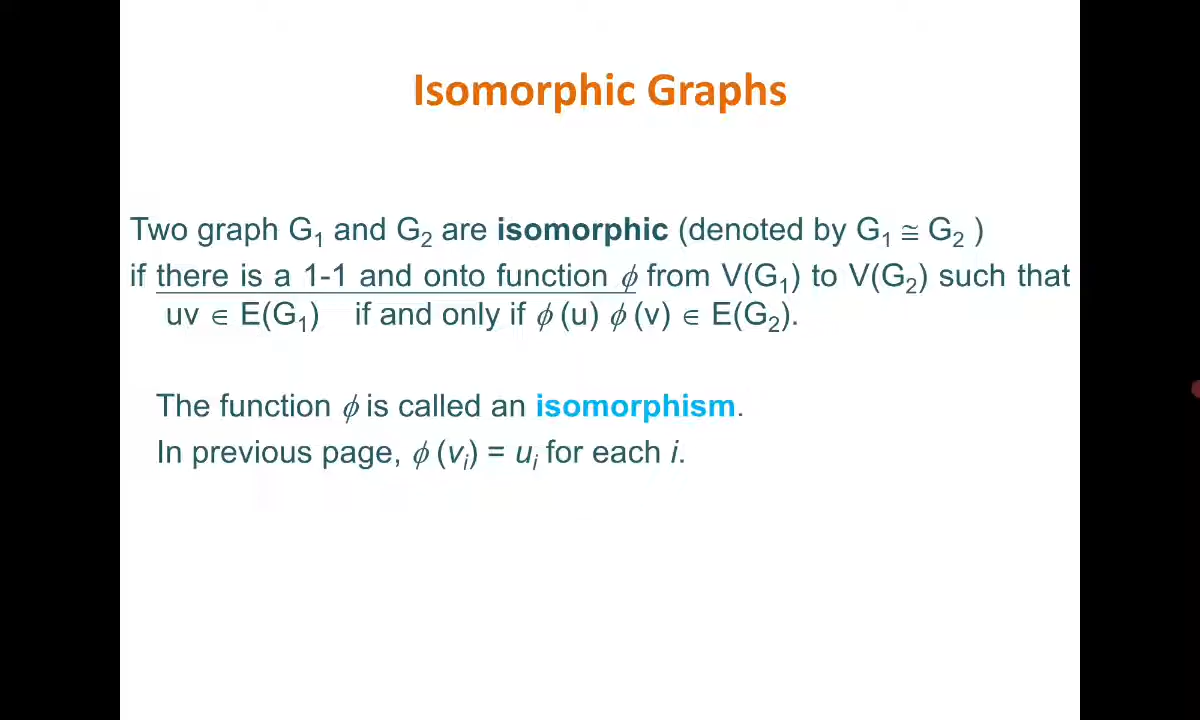 Isomorphic Graphs
Two graph G₁ and G₂ are isomorphic (denoted by G₁ ≅ G₂ )
if there is a 1-1 and onto function ϕ from V(G₁) to V(G₂) such that
uv ∈ E(G₁) if and only if ϕ (u) ϕ (v) ∈ E(G₂).
The function ϕ is called an isomorphism.
In previous page, ϕ (vᵢ) = uᵢ for each i.